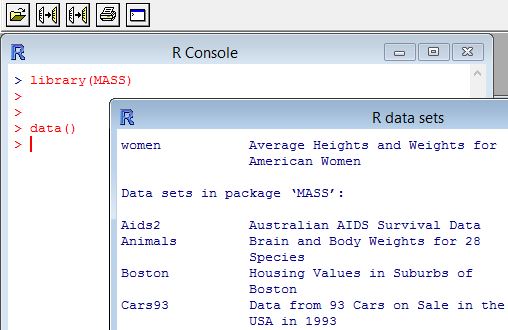 R Console
> library(MASS)
>
>
> data()
>
R data sets
women Average Heights and Weights for
American Women
Data sets in package ‘MASS’:
Aids2 Australian AIDS Survival Data
Animals Brain and Body Weights for 28
Species
Boston Housing Values in Suburbs of
Boston
Cars93 Data from 93 Cars on Sale in the
USA in 1993